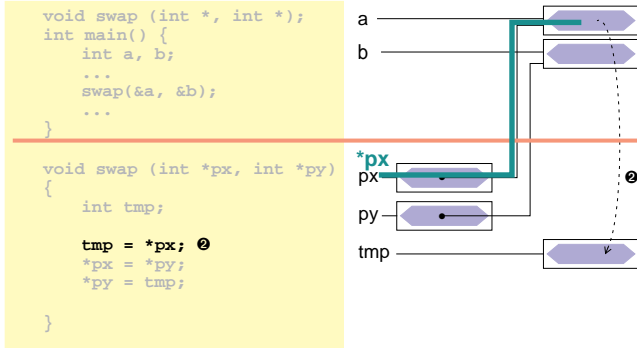 void swap (int *, int *);
int main() {
int a, b;
...
swap(&a, &b);
...
}
void swap (int *px, int *py)
{
int tmp;
tmp = *px; ❷
*px = *py;
*py = tmp;
}
a
b
*px
px
❷
py
tmp